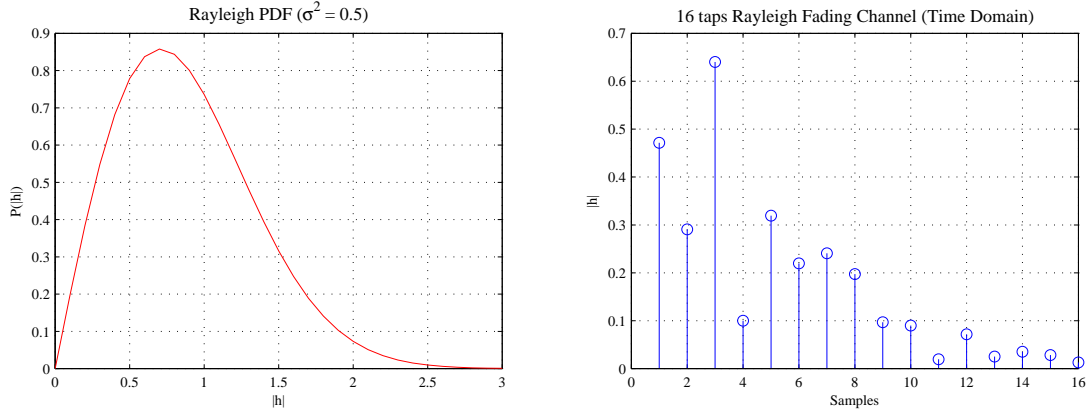 Rayleigh PDF (σ² = 0.5)
0.9
0.8
0.7
0.6
0.5
0.4
0.3
0.2
0.1
0
P(|h|)
0 0.5 1 1.5 2 2.5 3
|h|
16 taps Rayleigh Fading Channel (Time Domain)
0.7
0.6
0.5
0.4
0.3
0.2
0.1
0
|h|
0 2 4 6 8 10 12 14 16
Samples